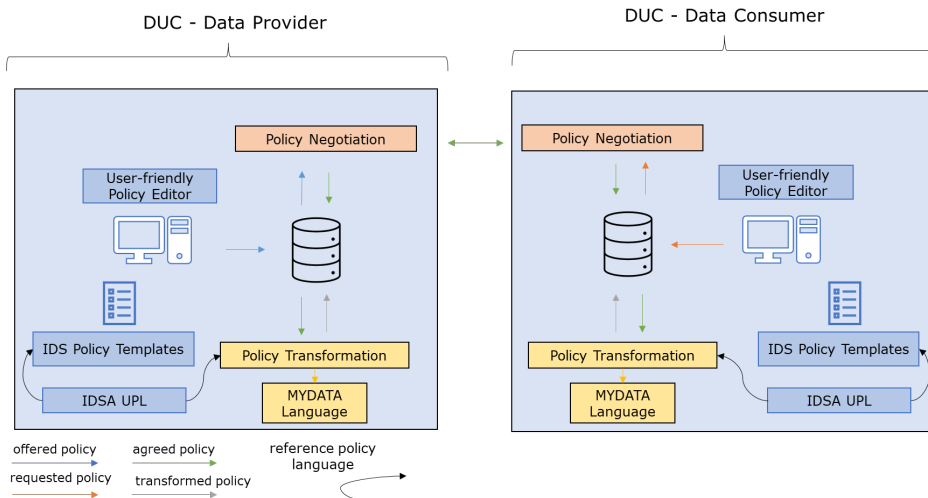 DUC - Data Provider
DUC - Data Consumer
Policy Negotiation
User-friendly
Policy Editor
IDS Policy Templates
Policy Transformation
IDSA UPL
MYDATA
Language
Policy Negotiation
User-friendly
Policy Editor
Policy Transformation
IDS Policy Templates
MYDATA
Language
IDSA UPL
offered policy
agreed policy
reference policy
language
requested policy
transformed policy